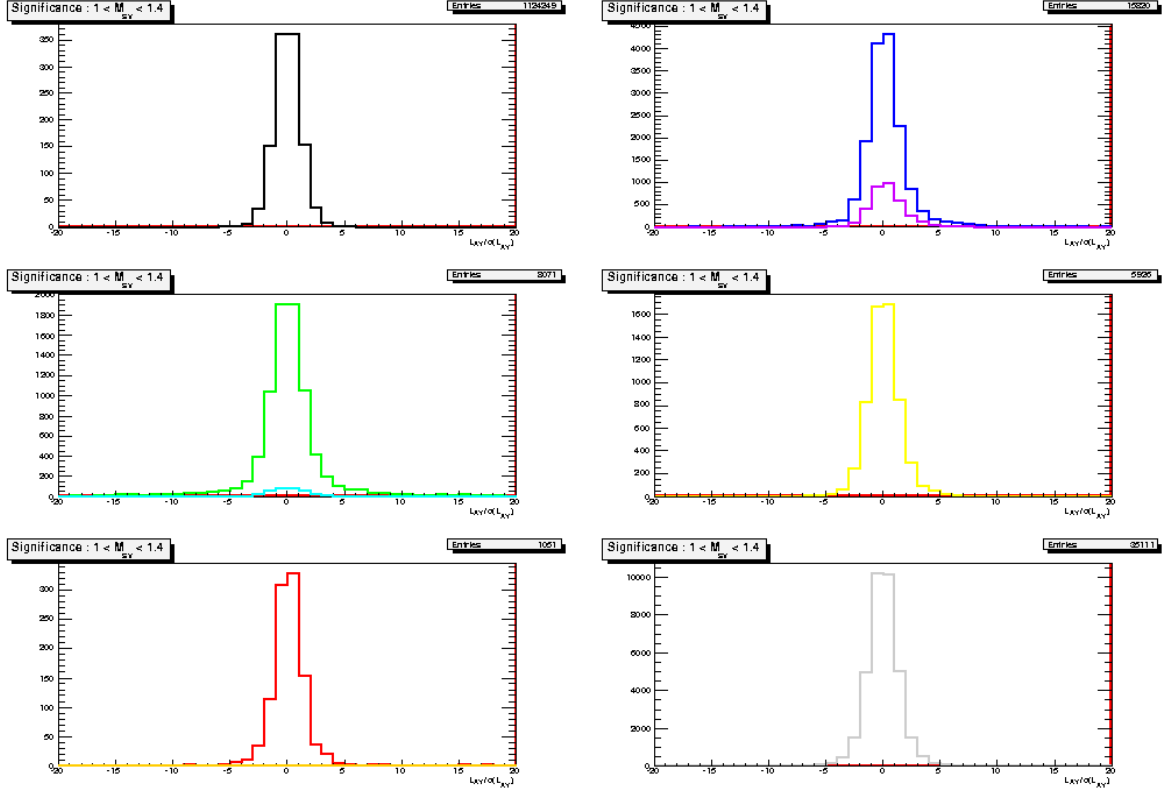 Significance : 1 < M_SV < 1.4
Entries 1124249
350
300
250
200
150
100
50
0
-20 -15 -10 -5 0 5 10 15 20
L_XY/σ(L_XY)
Significance : 1 < M_SV < 1.4
Entries 15820
4500
4000
3500
3000
2500
2000
1500
1000
500
0
-20 -15 -10 -5 0 5 10 15 20
L_XY/σ(L_XY)
Significance : 1 < M_SV < 1.4
Entries 8071
2000
1800
1600
1400
1200
1000
800
600
400
200
0
-20 -15 -10 -5 0 5 10 15 20
L_XY/σ(L_XY)
Significance : 1 < M_SV < 1.4
Entries 5926
1600
1400
1200
1000
800
600
400
200
0
-20 -15 -10 -5 0 5 10 15 20
L_XY/σ(L_XY)
Significance : 1 < M_SV < 1.4
Entries 1051
300
250
200
150
100
50
0
-20 -15 -10 -5 0 5 10 15 20
L_XY/σ(L_XY)
Significance : 1 < M_SV < 1.4
Entries
10000
8000
6000
4000
2000
0
-20 -15 -10 -5 0 5 10 15 20
L_XY/σ(L_XY)